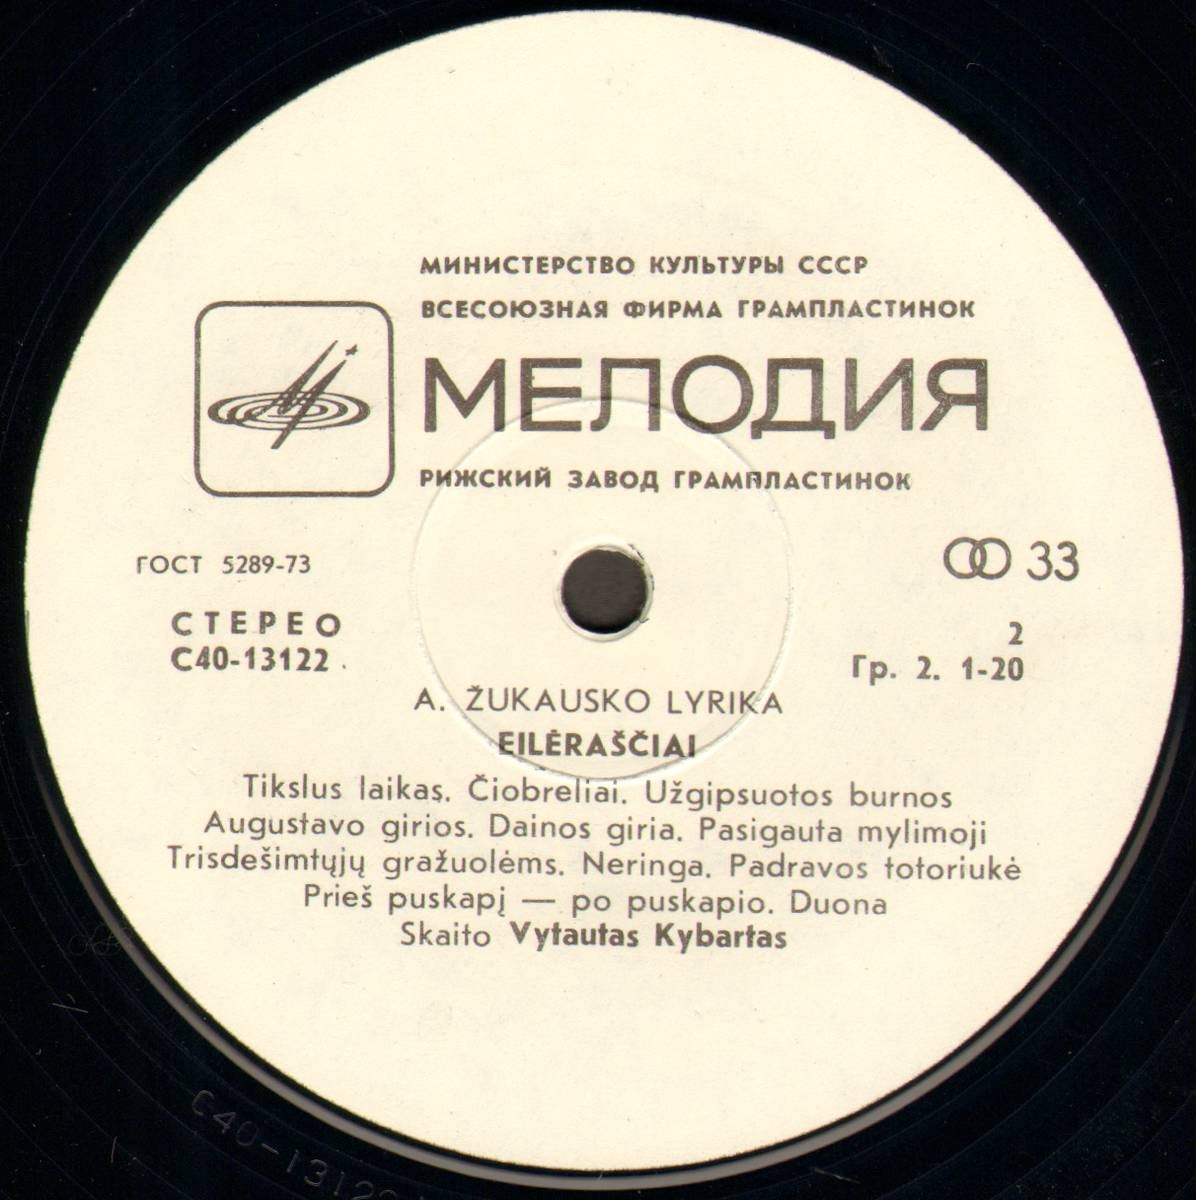 МИНИСТЕРСТВО КУЛЬТУРЫ СССР
ВСЕСОЮЗНАЯ ФИРМА ГРАМПЛАСТИНОК
МЕЛОДИЯ
РИЖСКИЙ ЗАВОД ГРАМПЛАСТИНОК
ГОСТ 5289-73
33
СТЕРЕО
С40-13122
2
Гр. 2. 1-20
A. ŽUKAUSKO LYRIKA
EILĖRAŠČIAI
Tikslus laikas. Čiobreliai. Užgipsuotos burnos
Augustavo girios. Dainos giria. Pasigauta mylimoji
Trisdešimtųjų gražuolėms. Neringa. Padravos totoriukė
Prieš puskapį — po puskapio. Duona
Skaito Vytautas Kybartas
С40-13122